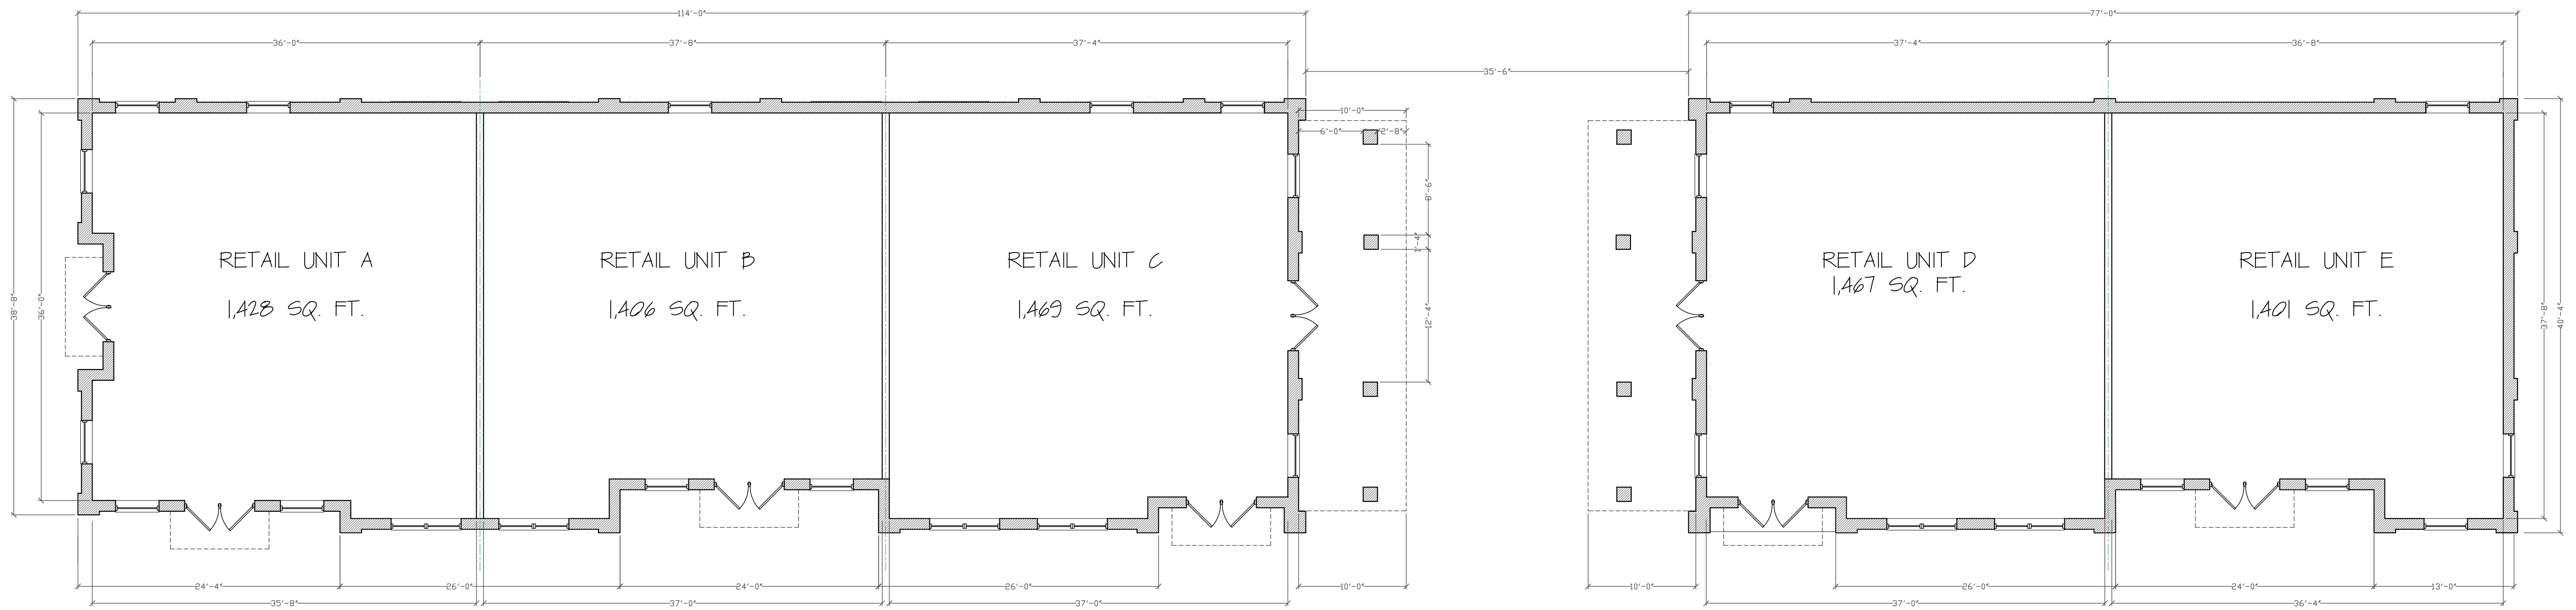 114'-0" 77'-0"
36'-0" 37'-8" 37'-4" 37'-4" 36'-8"
35'-6"
10'-0"
6'-0" 2'-8"
8'-6"
1'-4"
12'-4"
38'-8"
36'-0"
37'-8"
40'-4"
RETAIL UNIT A
1,428 SQ. FT.
RETAIL UNIT B
1,406 SQ. FT.
RETAIL UNIT C
1,469 SQ. FT.
RETAIL UNIT D
1,467 SQ. FT.
RETAIL UNIT E
1,401 SQ. FT.
24'-4" 26'-0" 24'-0" 26'-0" 10'-0" 10'-0" 26'-0" 24'-0" 13'-0"
35'-8" 37'-0" 37'-0" 37'-0" 36'-4"